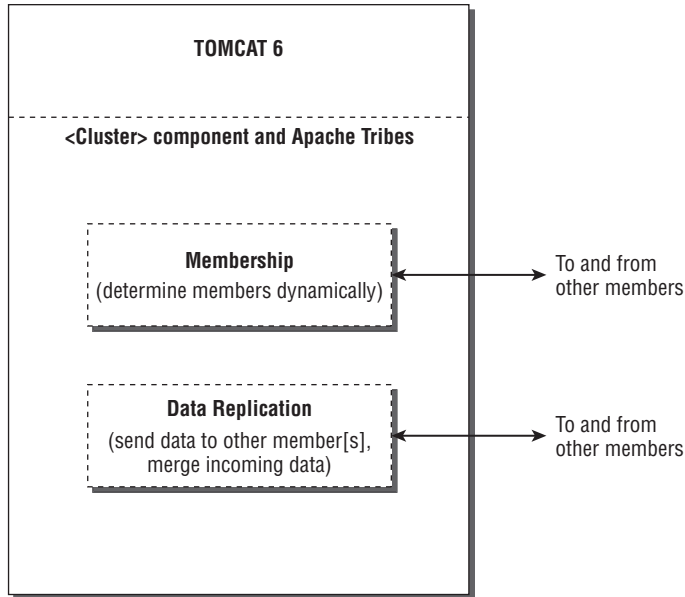 TOMCAT 6
<Cluster> component and Apache Tribes
Membership
(determine members dynamically)
To and from
other members
Data Replication
(send data to other member[s],
merge incoming data)
To and from
other members